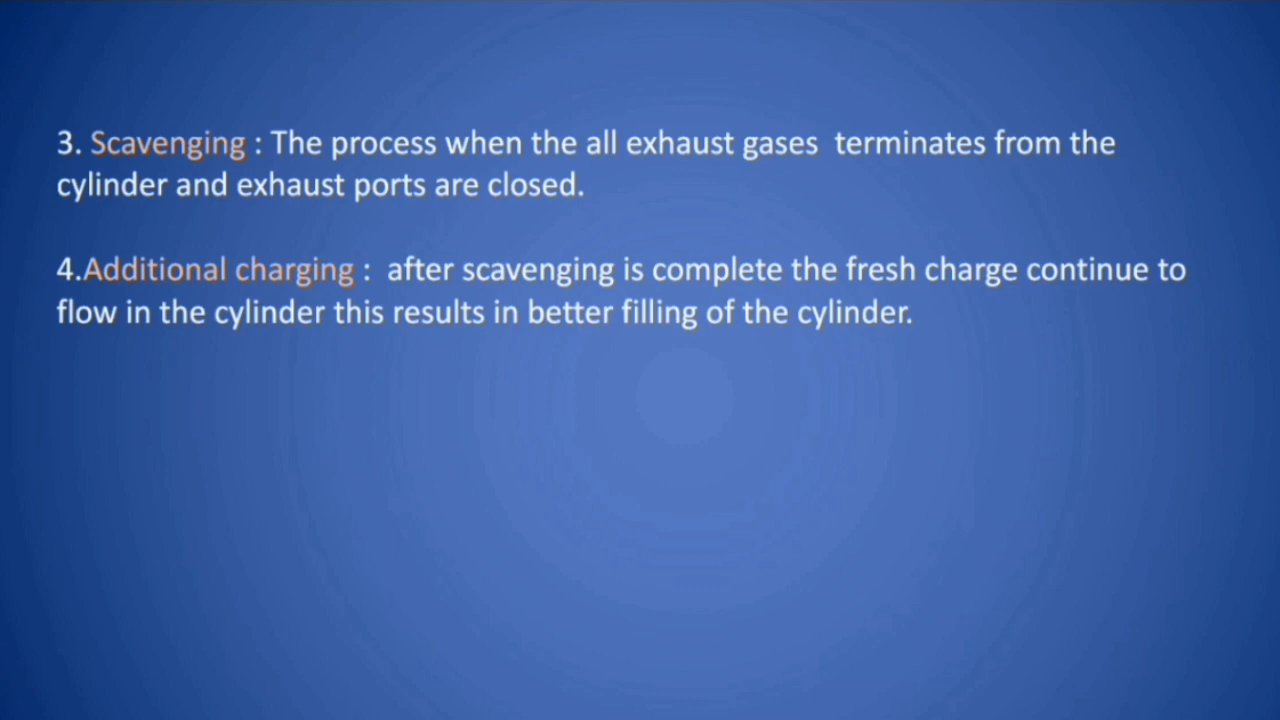 3. Scavenging : The process when the all exhaust gases  terminates from the
cylinder and exhaust ports are closed.
4.Additional charging :  after scavenging is complete the fresh charge continue to
flow in the cylinder this results in better filling of the cylinder.